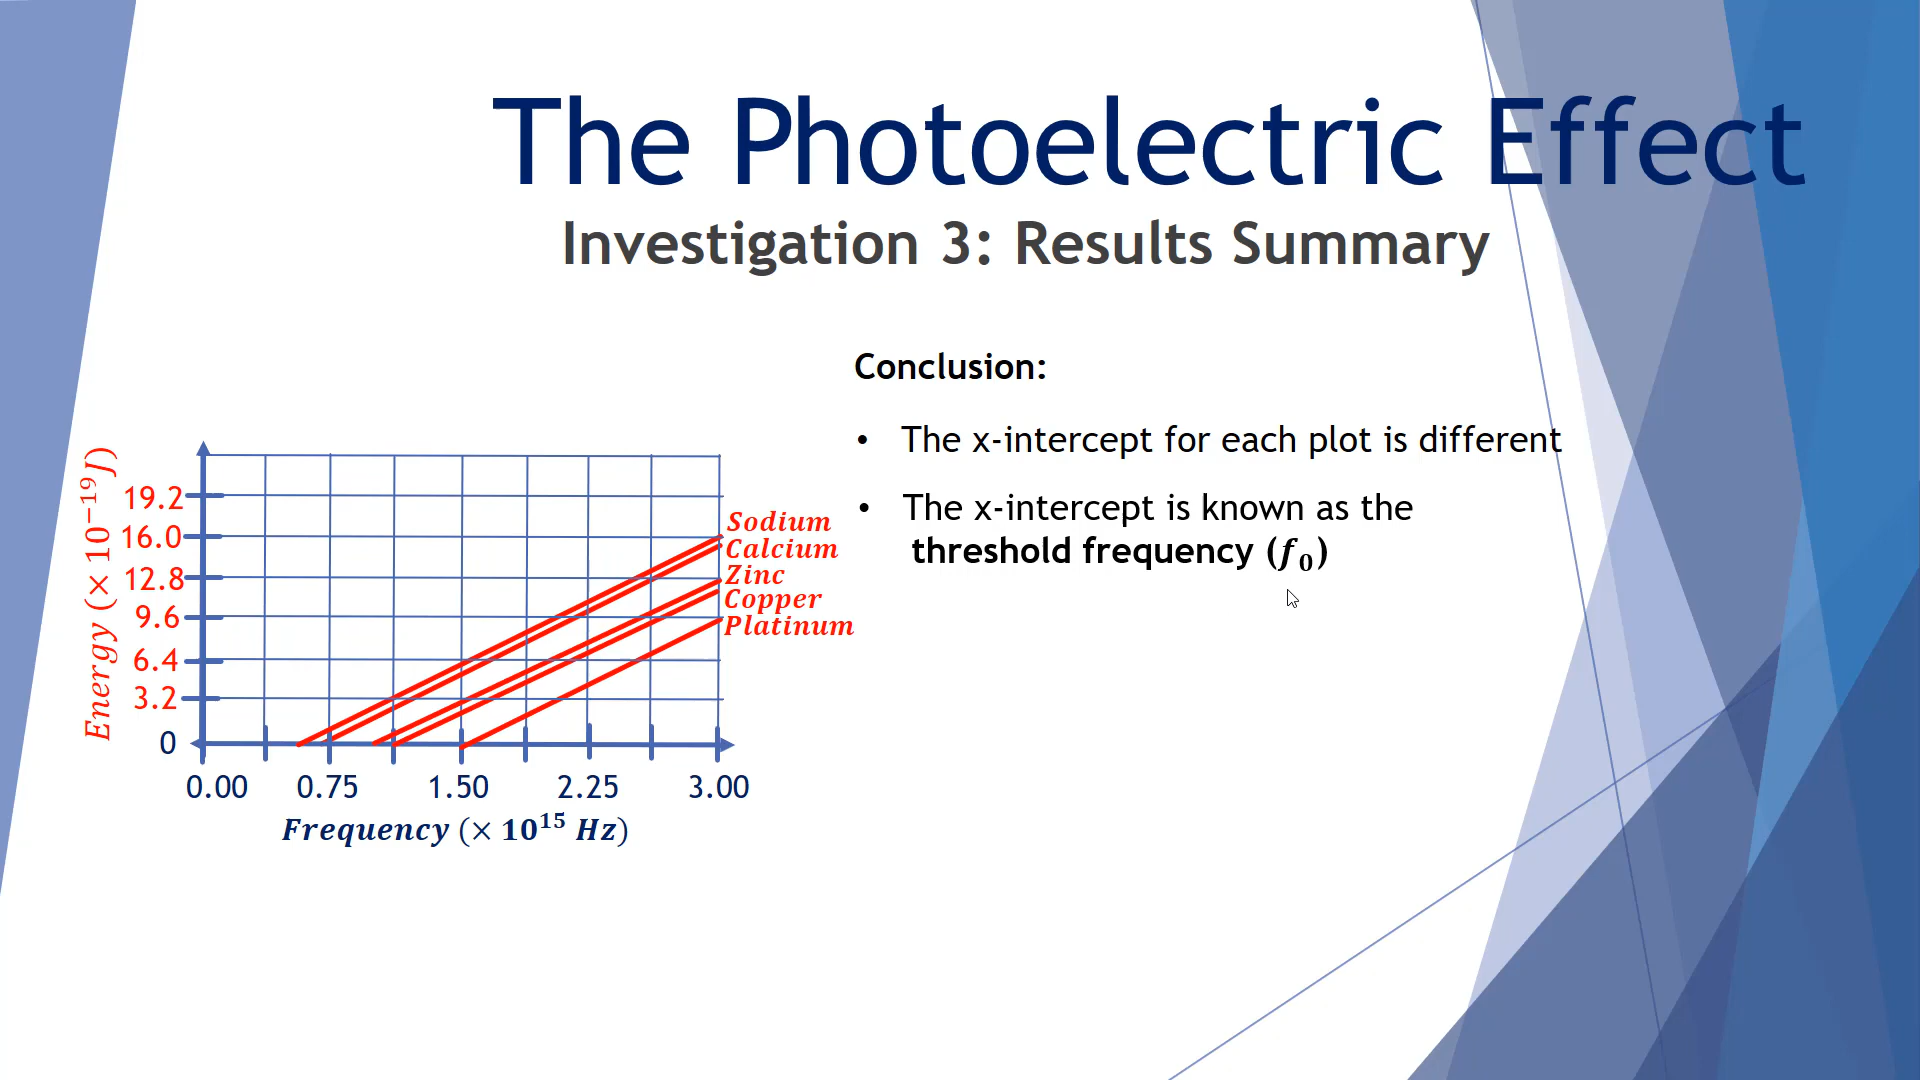 The Photoelectric Effect
Investigation 3: Results Summary
Conclusion:
• The x-intercept for each plot is different
• The x-intercept is known as the
threshold frequency (f₀)
Energy (× 10⁻¹⁹J)
19.2
16.0
12.8
9.6
6.4
3.2
0
Sodium
Calcium
Zinc
Copper
Platinum
0.00 0.75 1.50 2.25 3.00
Frequency (× 10¹⁵ Hz)